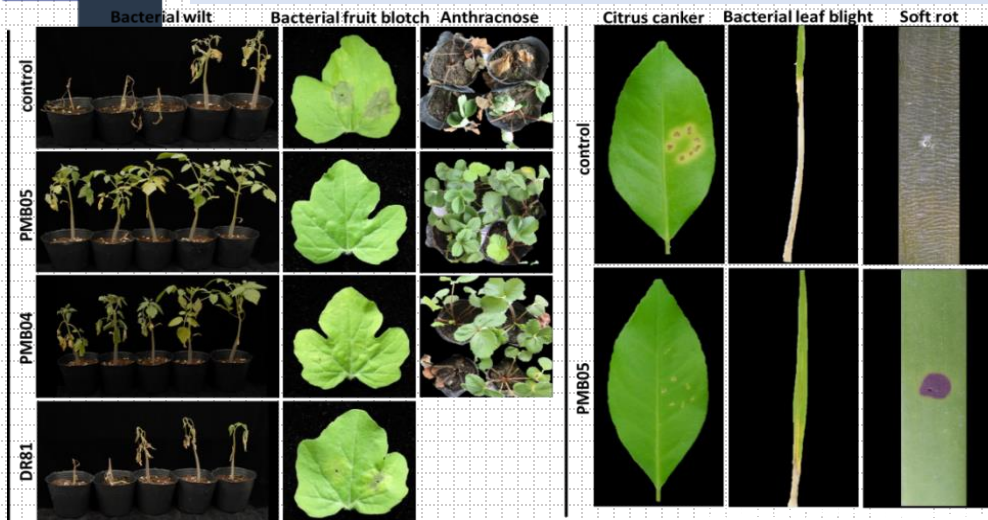 Bacterial wilt Bacterial fruit blotch Anthracnose
control
PMB05
PMB04
DR81
Citrus canker Bacterial leaf blight Soft rot
control
PMB05